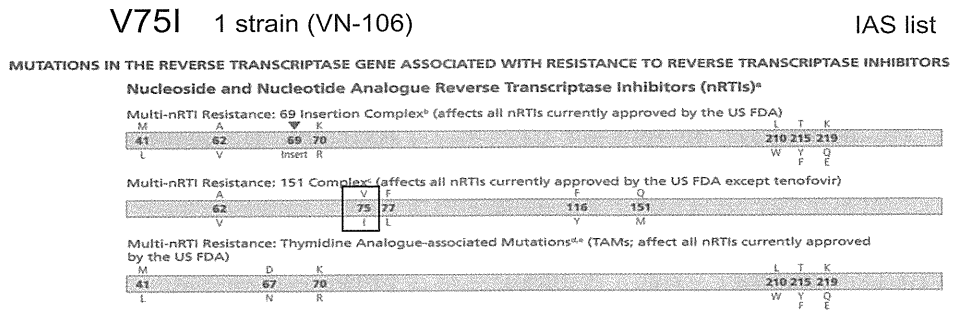 V75I 1 strain (VN-106) IAS list
MUTATIONS IN THE REVERSE TRANSCRIPTASE GENE ASSOCIATED WITH RESISTANCE TO REVERSE TRANSCRIPTASE INHIBITORS
Nucleoside and Nucleotide Analogue Reverse Transcriptase Inhibitors (nRTIs)ᵃ
Multi-nRTI Resistance: 69 Insertion Complexᵇ (affects all nRTIs currently approved by the US FDA)
M A ▼ K L T K
41 62 69 70 210 215 219
L V Insert R W Y Q
F E
Multi-nRTI Resistance: 151 Complexᶜ (affects all nRTIs currently approved by the US FDA except tenofovir)
A V F F Q
62 75 77 116 151
V I L Y M
Multi-nRTI Resistance: Thymidine Analogue-associated Mutationsᵈ,ᵉ (TAMs; affect all nRTIs currently approved
by the US FDA)
M D K L T K
41 67 70 210 215 219
L N R W Y Q
F E